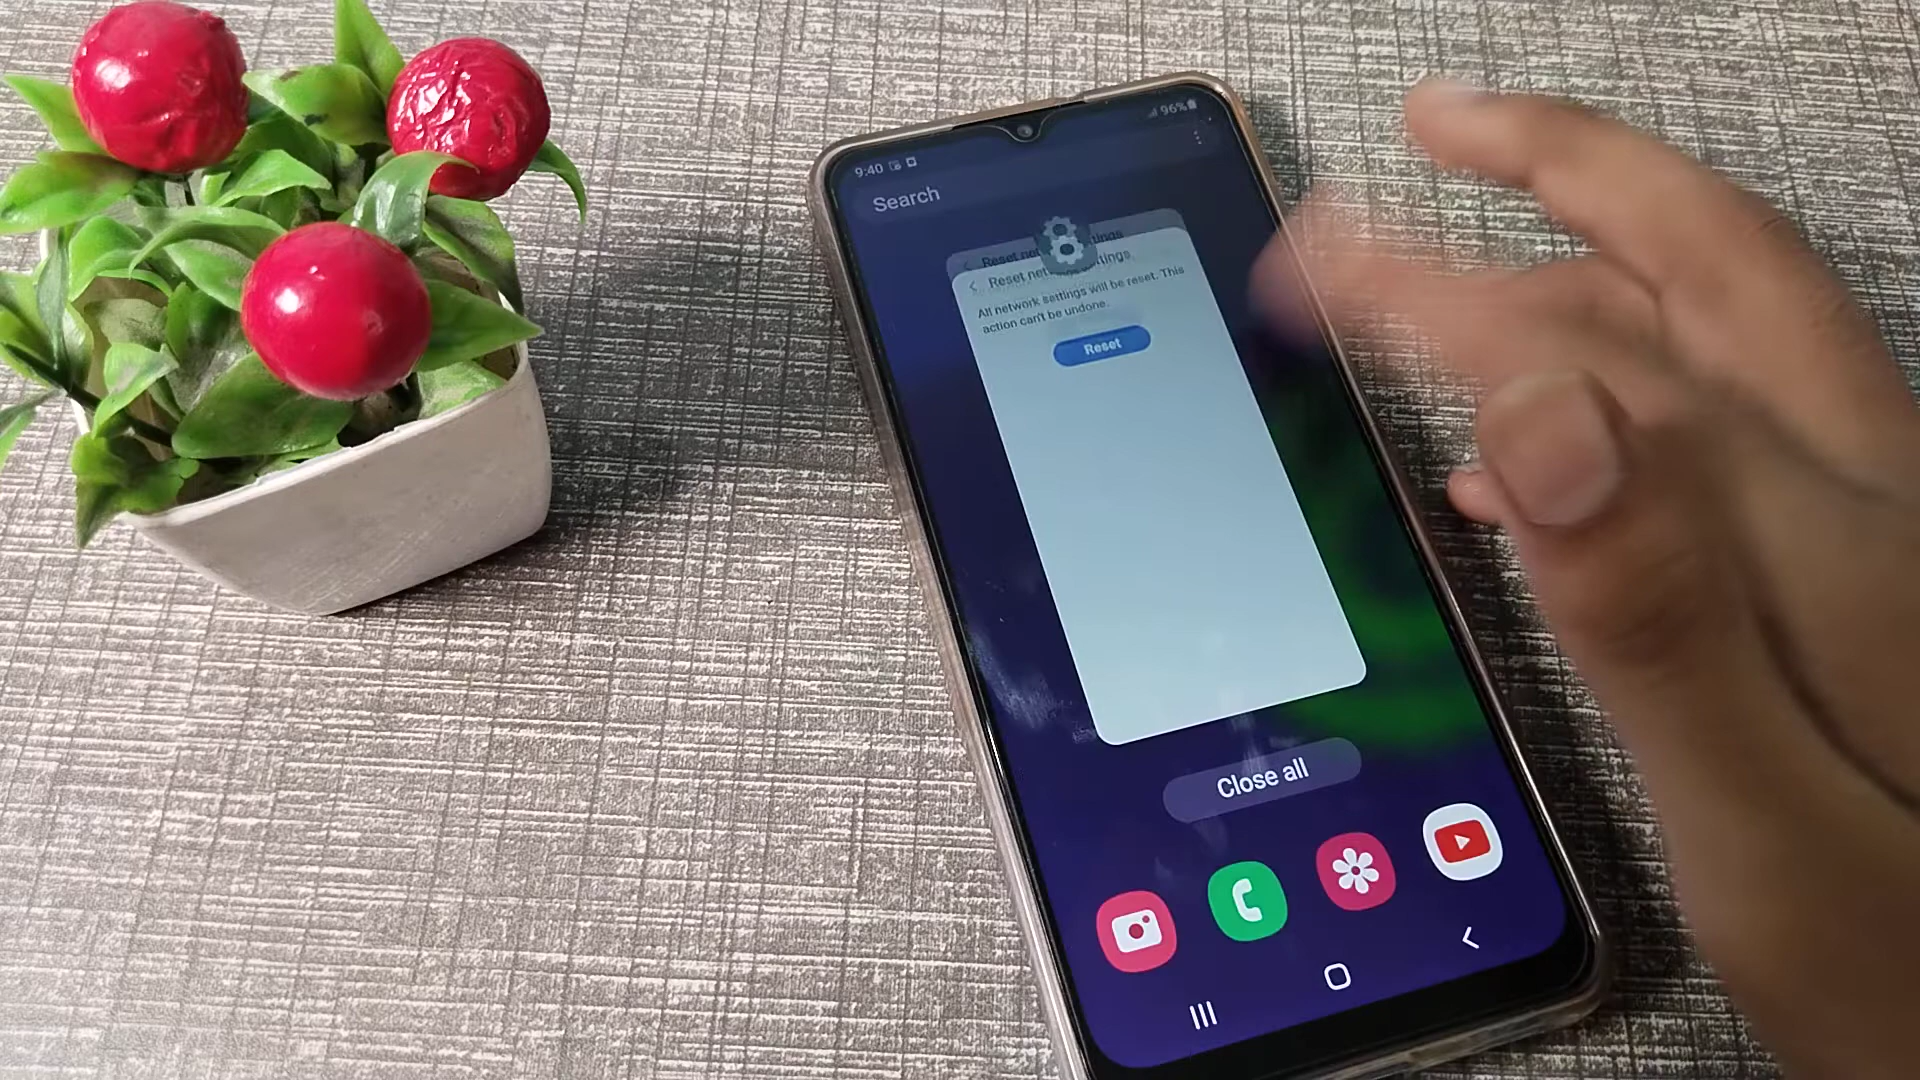 9:40
96%
Search
Reset network settings
All network settings will be reset. This
action can't be undone.
Reset
Close all